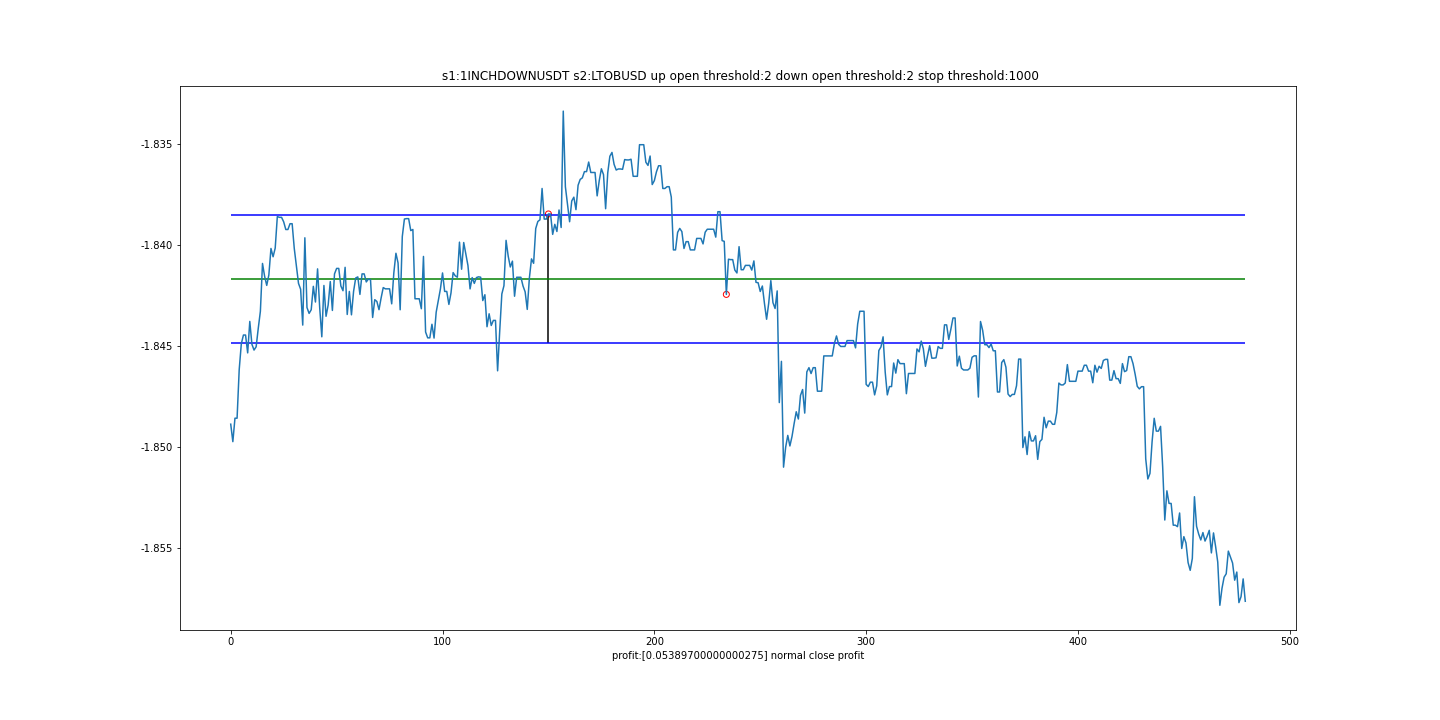 s1:1INCHDOWNUSDT s2:LTOBUSD up open threshold:2 down open threshold:2 stop threshold:1000
-1.835
-1.840
-1.845
-1.850
-1.855
0 100 200 300 400 500
profit:[0.05389700000000275] normal close profit